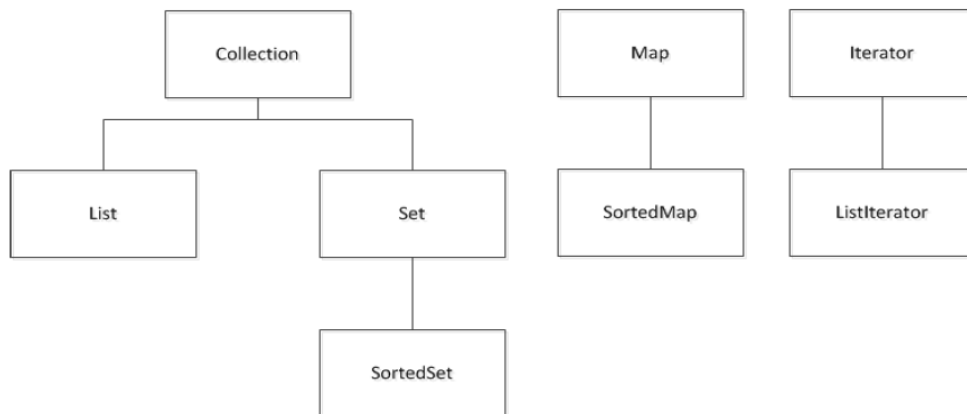 Collection
Map
Iterator
List
Set
SortedMap
ListIterator
SortedSet